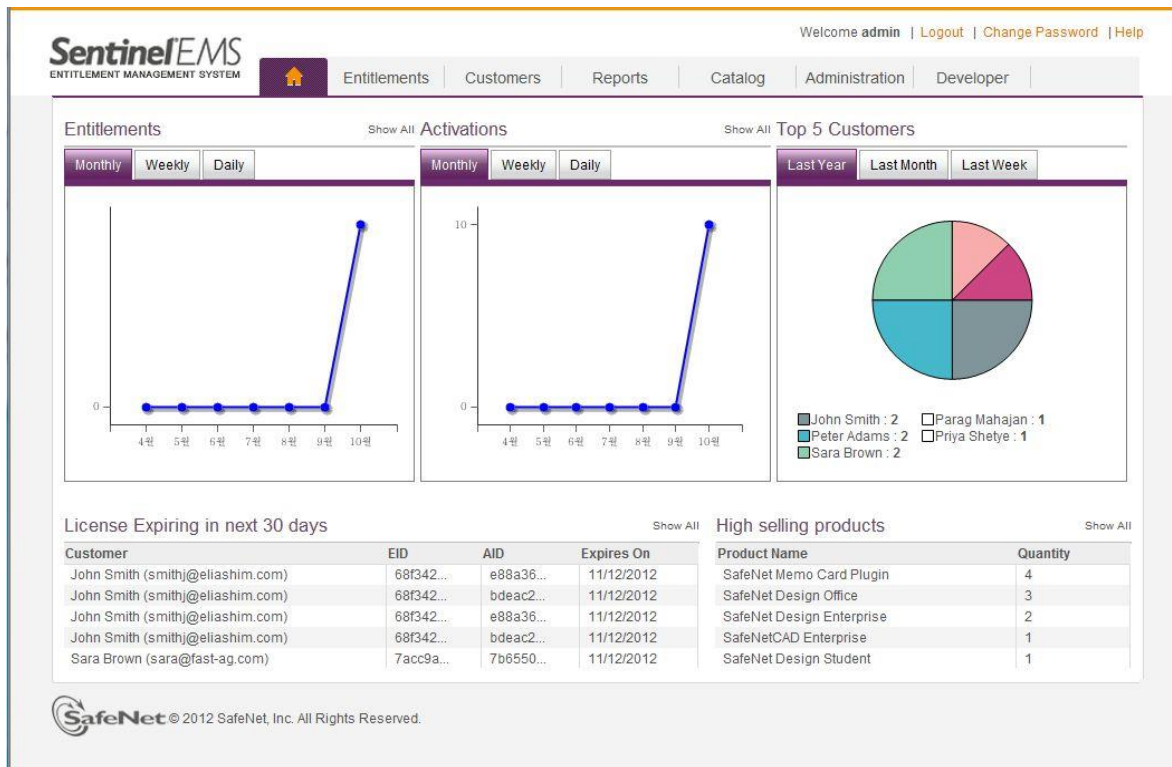 Welcome admin | Logout | Change Password | Help
Sentinel EMS
ENTITLEMENT MANAGEMENT SYSTEM
Entitlements Customers Reports Catalog Administration Developer
Entitlements Show All
Monthly Weekly Daily
0
4월 5월 6월 7월 8월 9월 10월
Activations Show All
Monthly Weekly Daily
10
0
4월 5월 6월 7월 8월 9월 10월
Top 5 Customers
Last Year Last Month Last Week
John Smith : 2 Parag Mahajan : 1
Peter Adams : 2 Priya Shetye : 1
Sara Brown : 2
License Expiring in next 30 days Show All
Customer EID AID Expires On
John Smith (smithj@eliashim.com) 68f342... e88a36... 11/12/2012
John Smith (smithj@eliashim.com) 68f342... bdeac2... 11/12/2012
John Smith (smithj@eliashim.com) 68f342... e88a36... 11/12/2012
John Smith (smithj@eliashim.com) 68f342... bdeac2... 11/12/2012
Sara Brown (sara@fast-ag.com) 7acc9a... 7b6550... 11/12/2012
High selling products Show All
Product Name Quantity
SafeNet Memo Card Plugin 4
SafeNet Design Office 3
SafeNet Design Enterprise 2
SafeNetCAD Enterprise 1
SafeNet Design Student 1
SafeNet © 2012 SafeNet, Inc. All Rights Reserved.